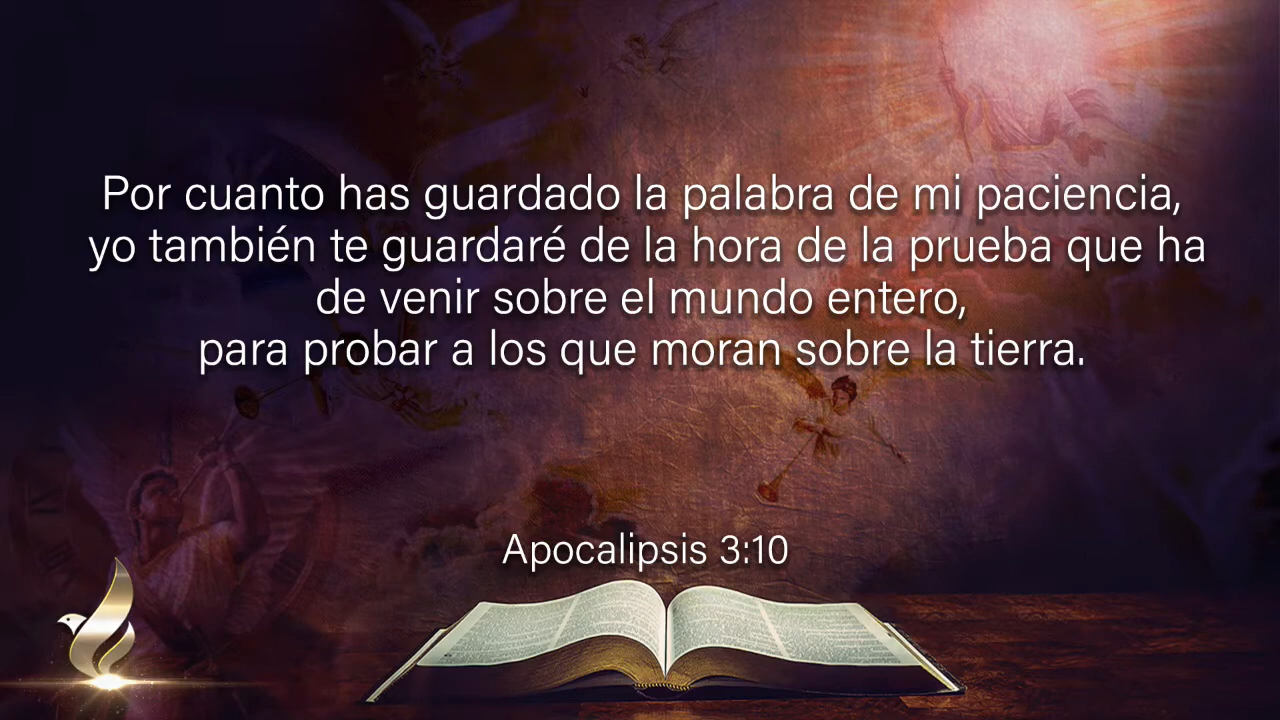 Por cuanto has guardado la palabra de mi paciencia,
yo también te guardaré de la hora de la prueba que ha
de venir sobre el mundo entero,
para probar a los que moran sobre la tierra.
Apocalipsis 3:10